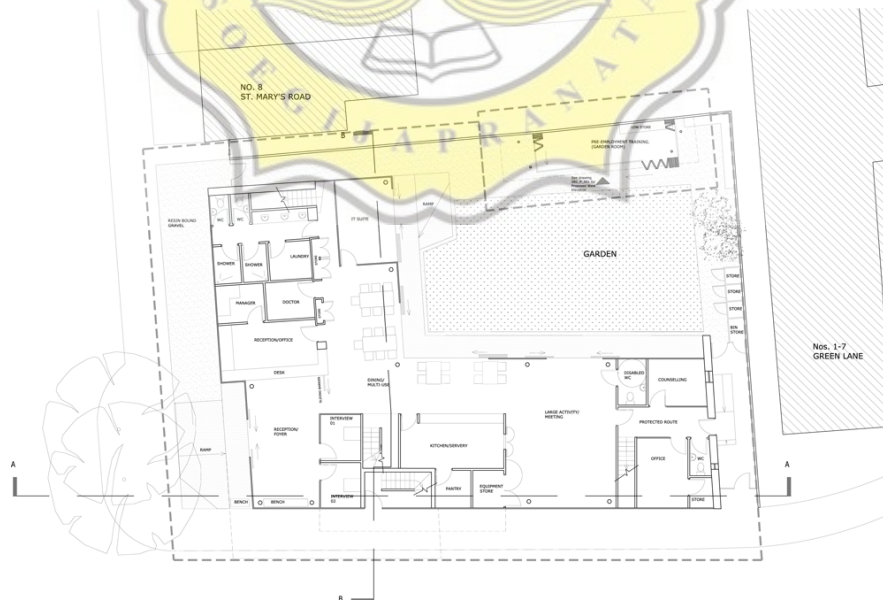 SOEGIJAPRANATA
NO. 8
ST. MARY'S ROAD
B
PRE-EMPLOYMENT TRAINING
(GARDEN ROOM)
RESIN BOUND
GRAVEL
WC
WC
IT SUITE
RAMP
GARDEN
SHOWER
SHOWER
LAUNDRY
STORE
STORE
STORE
STORE
BIN
STORE
MANAGER
DOCTOR
RECEPTION/OFFICE
DESK
Nos. 1-7
GREEN LANE
DINING/
MULTI-USE
DISABLED
WC
COUNSELLING
LARGE ACTIVITY/
MEETING
INTERVIEW
01
RECEPTION/
FOYER
PROTECTED ROUTE
KITCHEN/SERVERY
RAMP
OFFICE
WC
A
A
INTERVIEW
02
PANTRY
EQUIPMENT
STORE
BENCH
BENCH
STORE
B